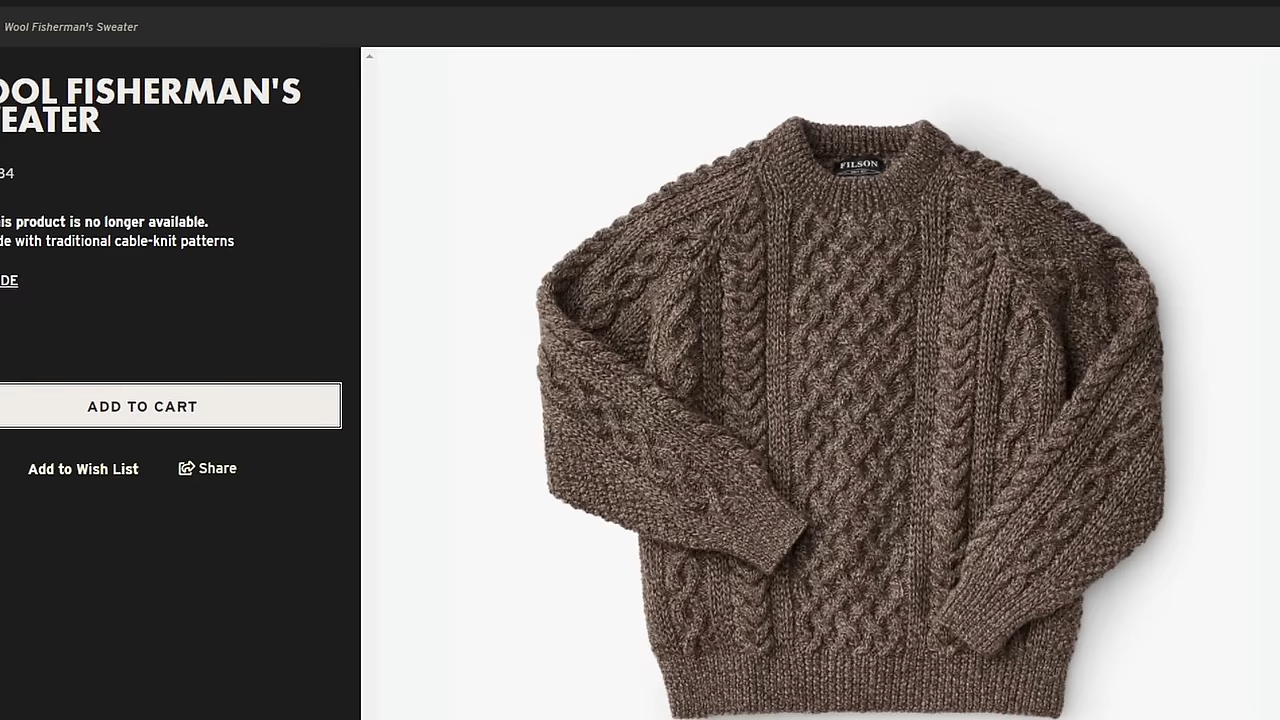 Wool Fisherman's Sweater
OOL FISHERMAN'S
EATER
34
is product is no longer available.
de with traditional cable-knit patterns
DE
ADD TO CART
Add to Wish List
Share
FILSON